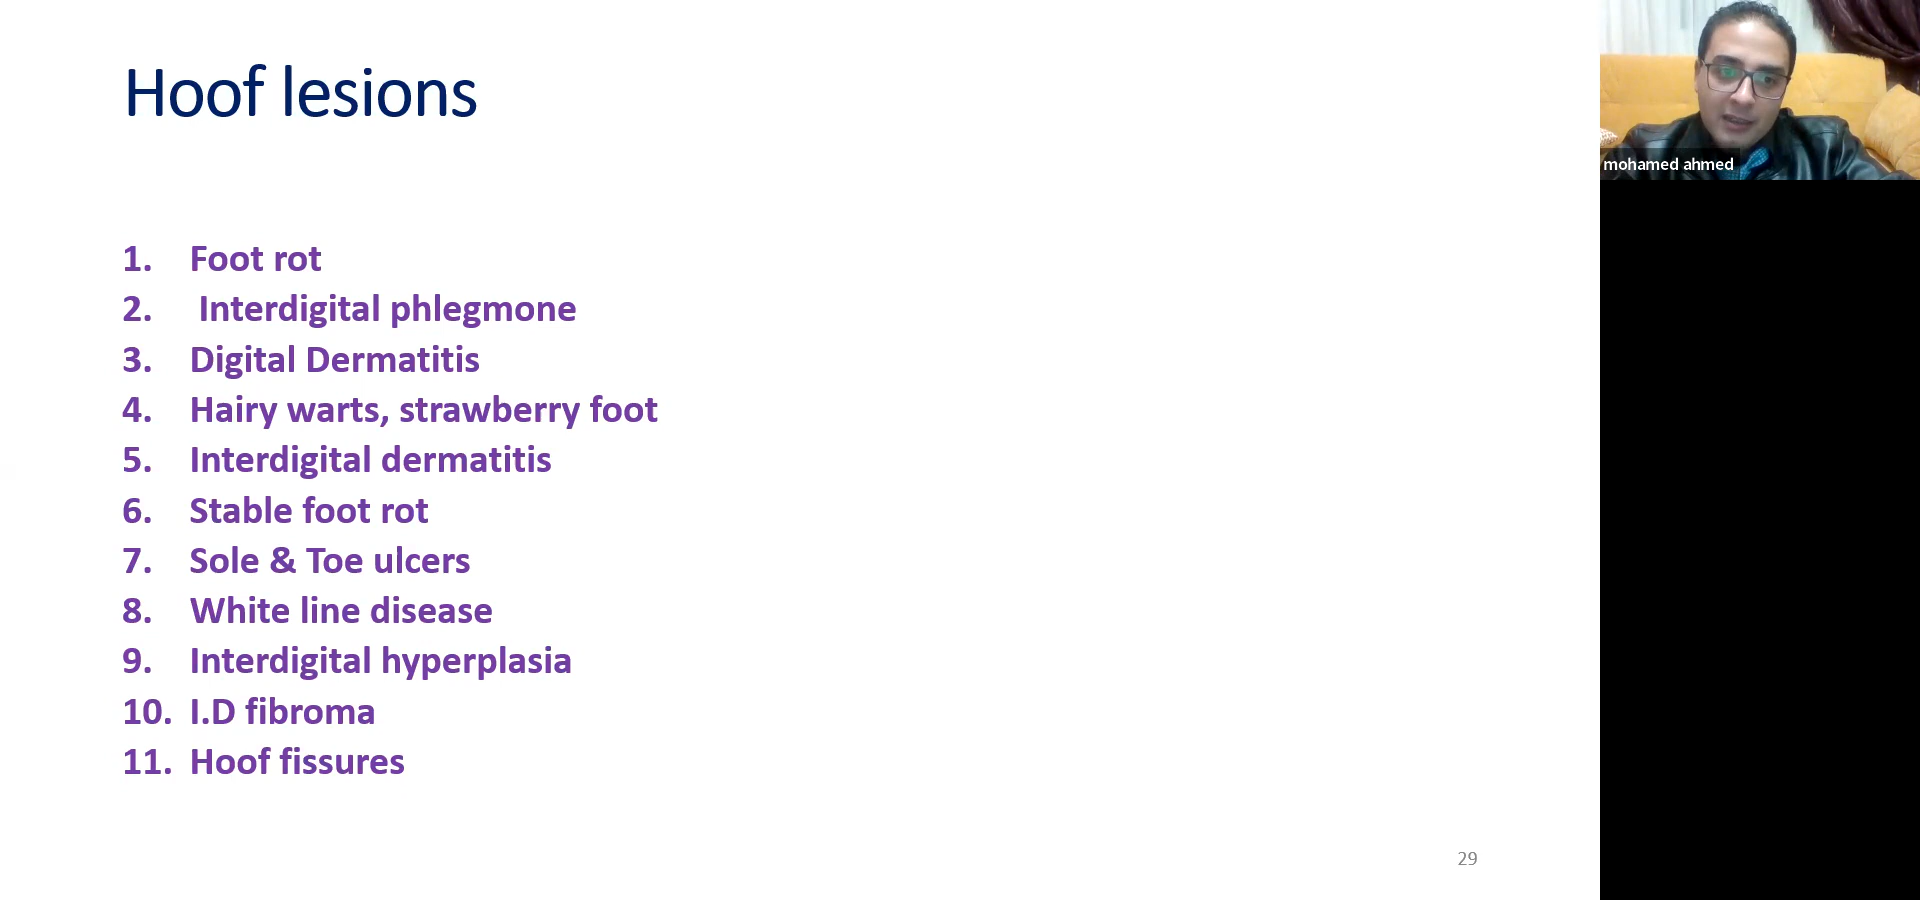 Hoof lesions
1. Foot rot
2. Interdigital phlegmone
3. Digital Dermatitis
4. Hairy warts, strawberry foot
5. Interdigital dermatitis
6. Stable foot rot
7. Sole & Toe ulcers
8. White line disease
9. Interdigital hyperplasia
10. I.D fibroma
11. Hoof fissures
29
mohamed ahmed